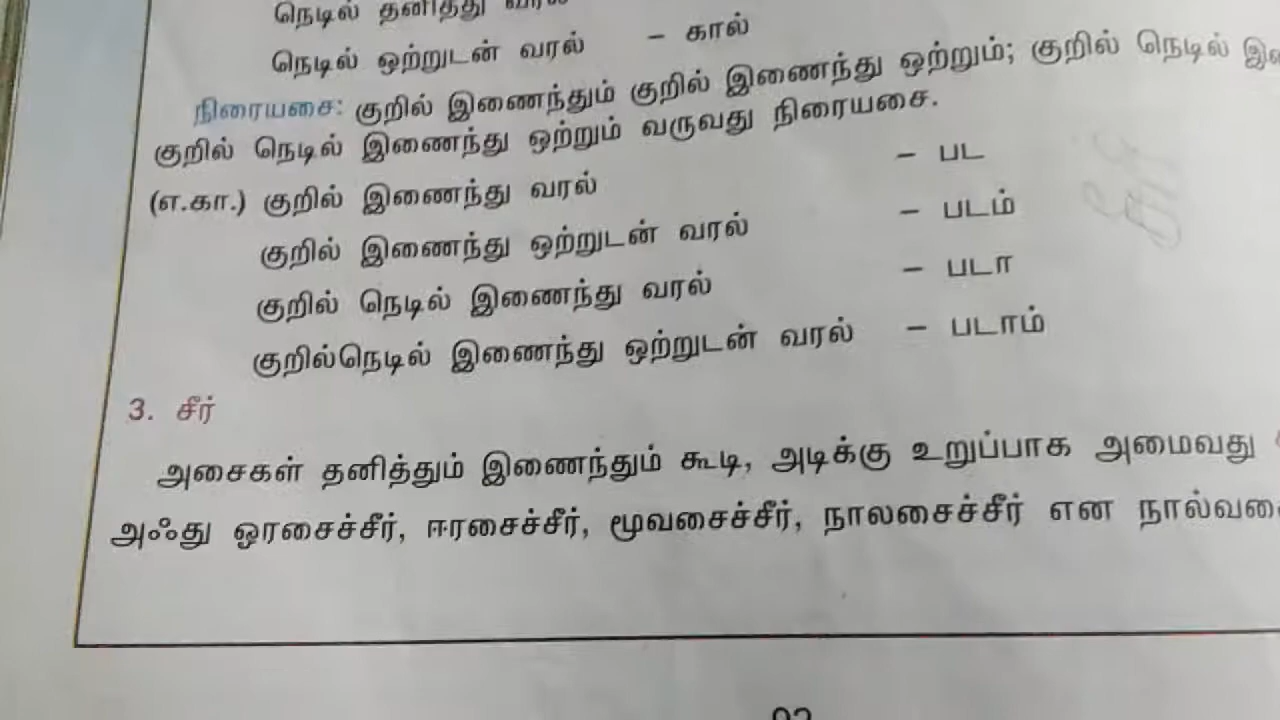 நெடில் தனித்து வரல்
நெடில் ஒற்றுடன் வரல் – கால்
நிரையசை: குறில் இணைந்தும் குறில் இணைந்து ஒற்றும்; குறில் நெடில்
குறில் நெடில் இணைந்து ஒற்றும் வருவது நிரையசை.
(எ.கா.) குறில் இணைந்து வரல் – பட
குறில் இணைந்து ஒற்றுடன் வரல் – படம்
குறில் நெடில் இணைந்து வரல் – படா
குறில்நெடில் இணைந்து ஒற்றுடன் வரல் – படாம்
3. சீர்
அசைகள் தனித்தும் இணைந்தும் கூடி, அடிக்கு உறுப்பாக அமைவது
அஃது ஓரசைச்சீர், ஈரசைச்சீர், மூவசைச்சீர், நாலசைச்சீர் என